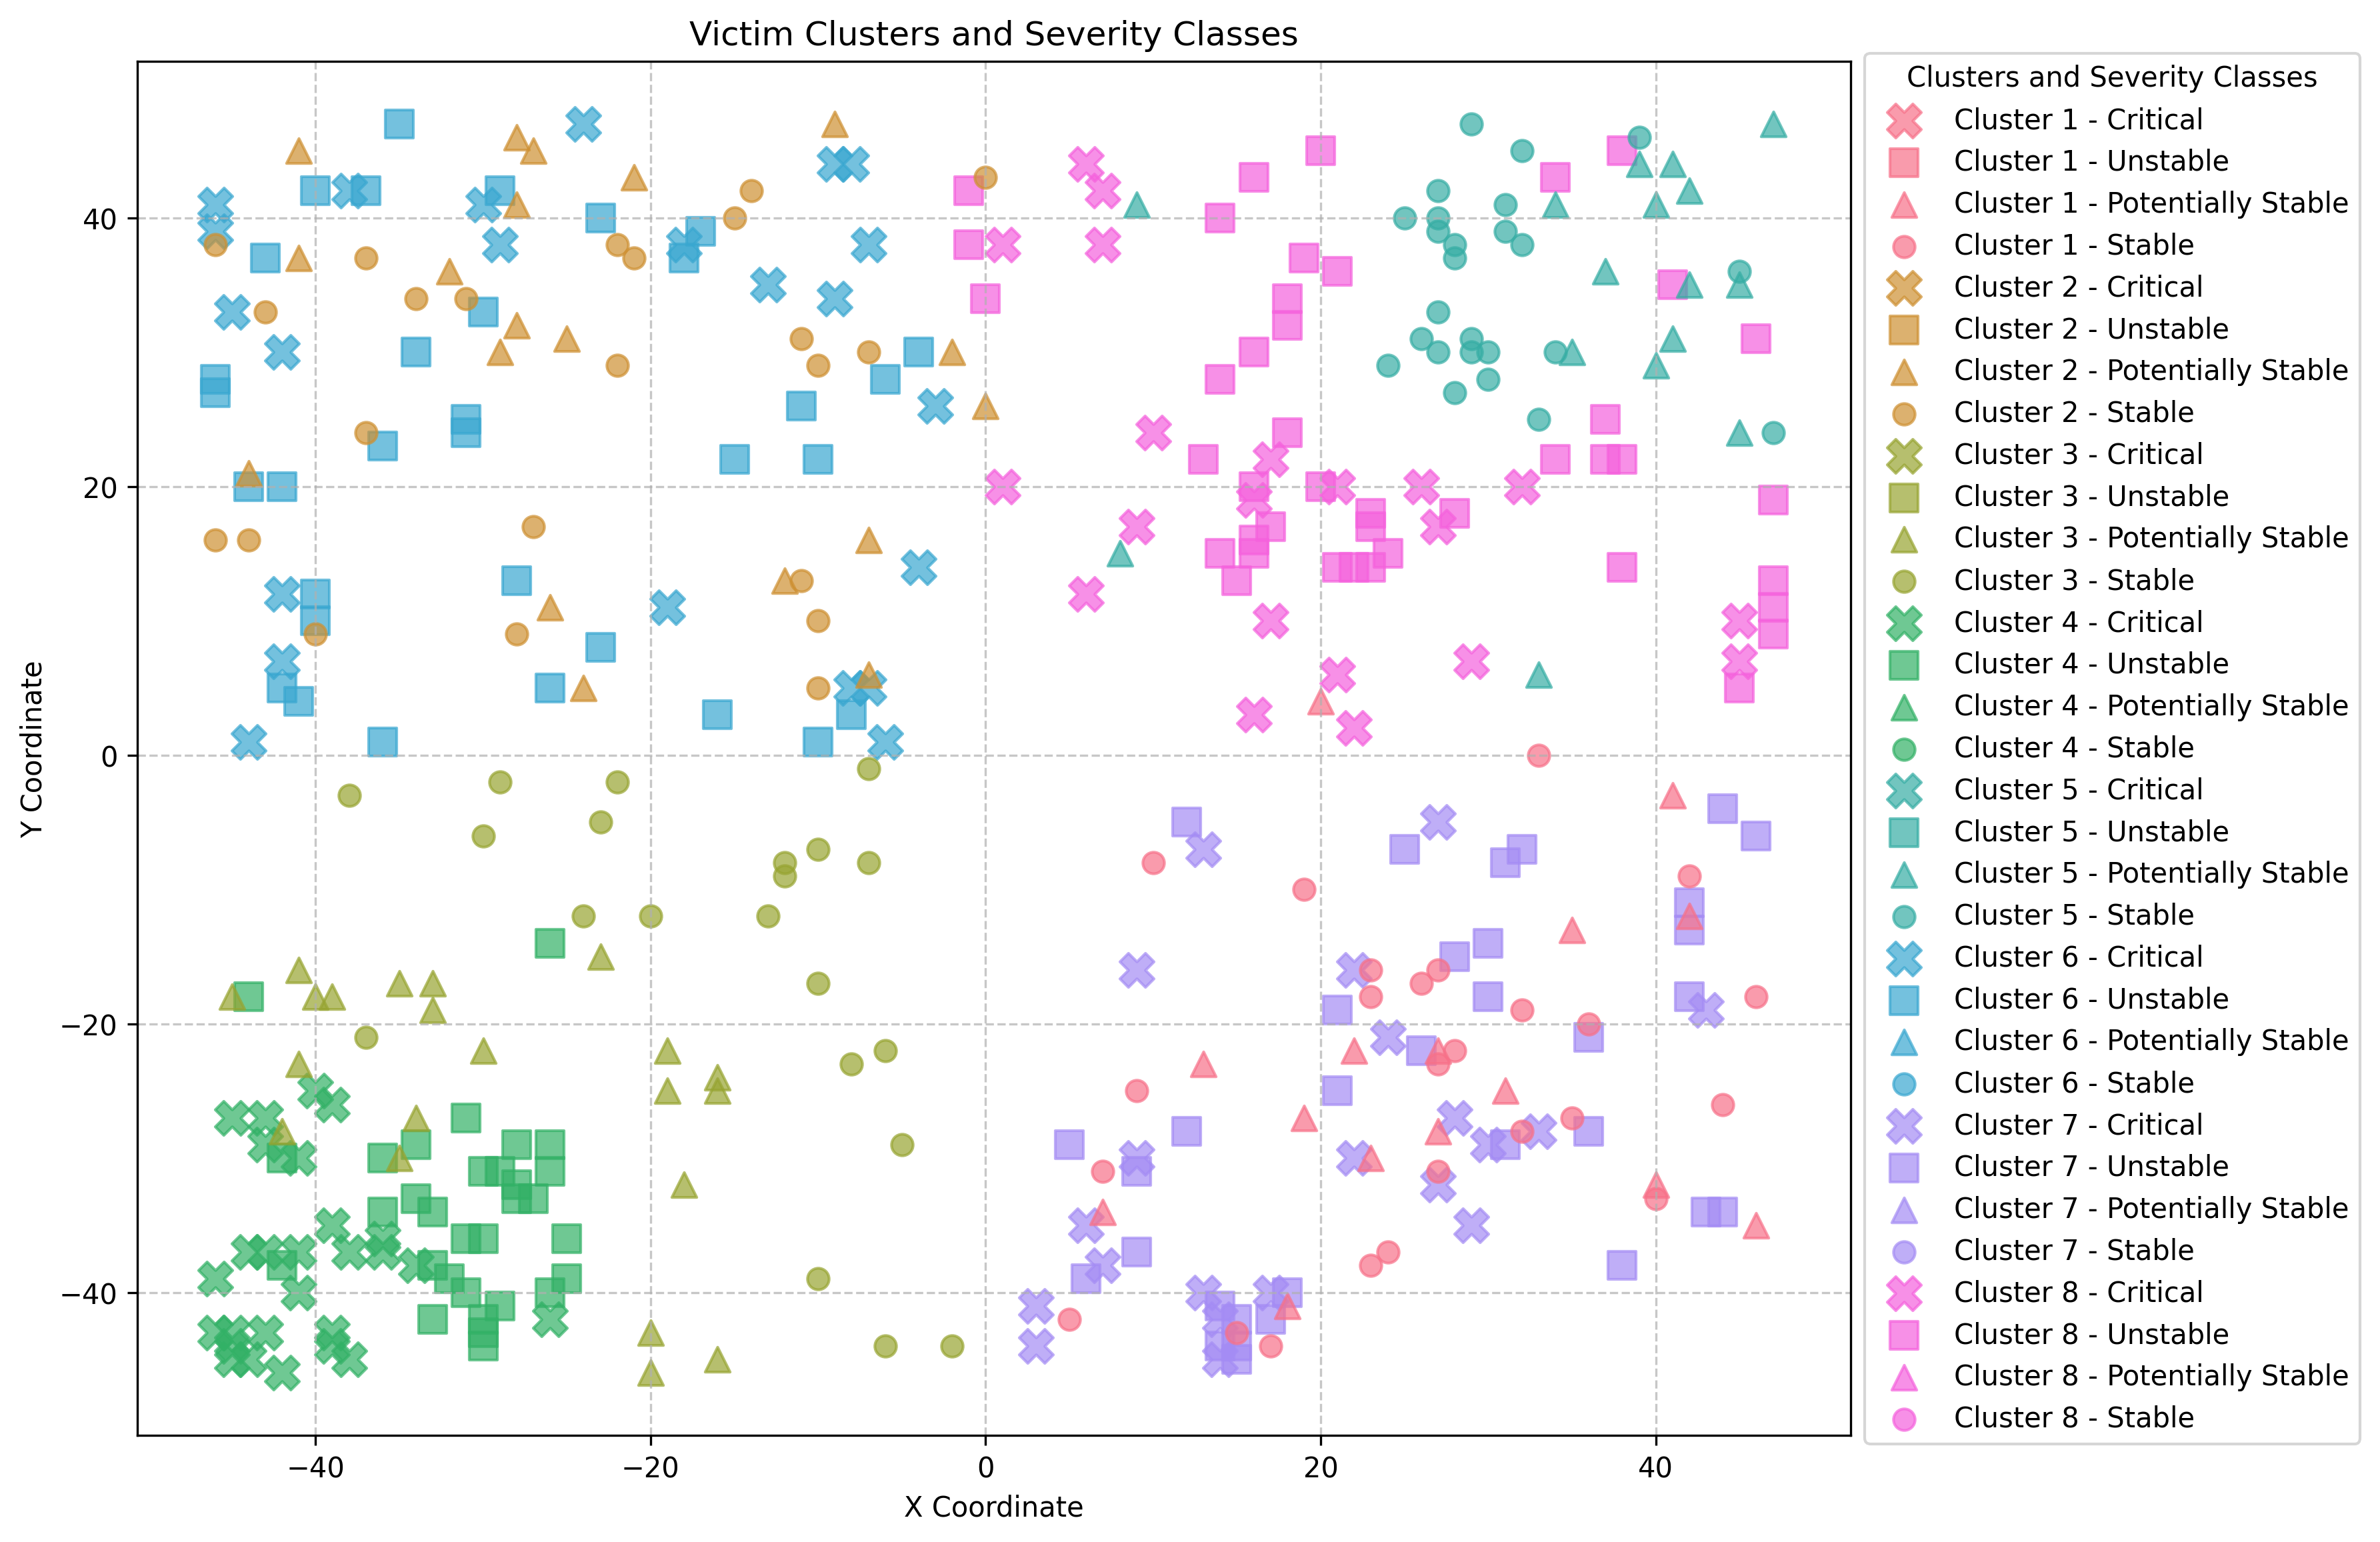 Victim Clusters and Severity Classes
Y Coordinate
40
20
0
−20
−40
−40
−20
0
20
40
X Coordinate
Clusters and Severity Classes
Cluster 1 - Critical
Cluster 1 - Unstable
Cluster 1 - Potentially Stable
Cluster 1 - Stable
Cluster 2 - Critical
Cluster 2 - Unstable
Cluster 2 - Potentially Stable
Cluster 2 - Stable
Cluster 3 - Critical
Cluster 3 - Unstable
Cluster 3 - Potentially Stable
Cluster 3 - Stable
Cluster 4 - Critical
Cluster 4 - Unstable
Cluster 4 - Potentially Stable
Cluster 4 - Stable
Cluster 5 - Critical
Cluster 5 - Unstable
Cluster 5 - Potentially Stable
Cluster 5 - Stable
Cluster 6 - Critical
Cluster 6 - Unstable
Cluster 6 - Potentially Stable
Cluster 6 - Stable
Cluster 7 - Critical
Cluster 7 - Unstable
Cluster 7 - Potentially Stable
Cluster 7 - Stable
Cluster 8 - Critical
Cluster 8 - Unstable
Cluster 8 - Potentially Stable
Cluster 8 - Stable